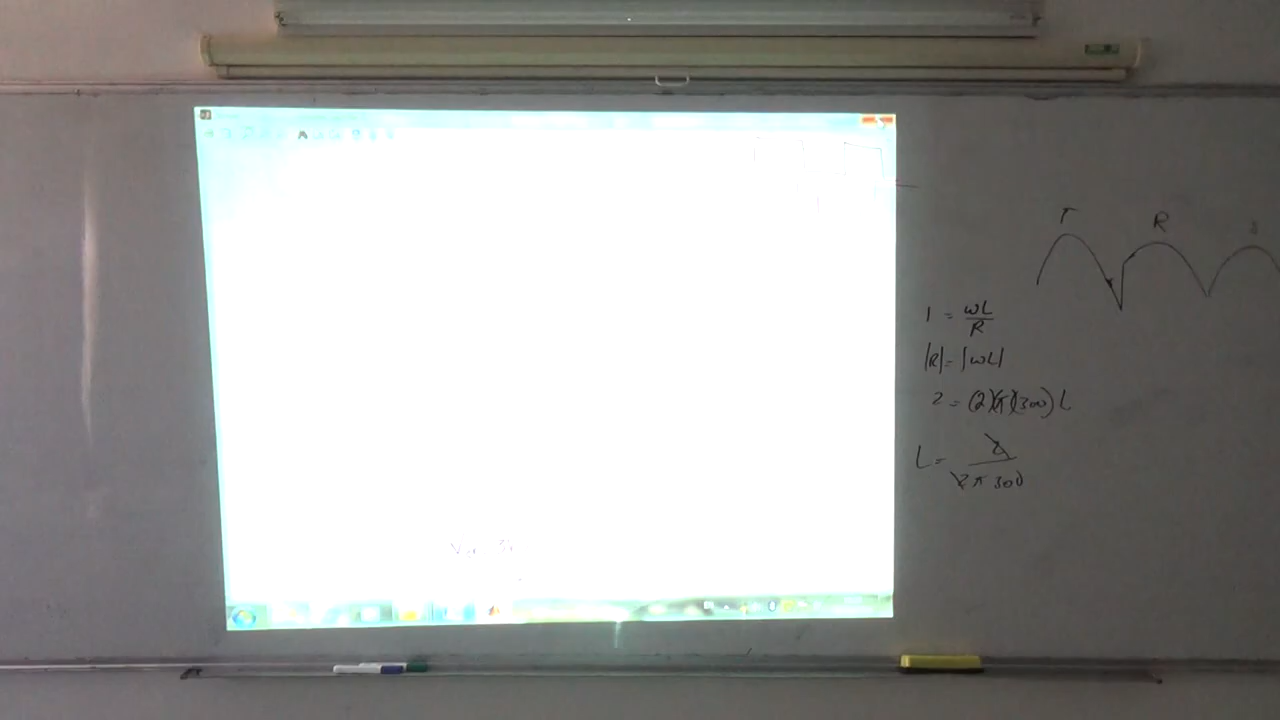 T R
1 = ωL/R
|R| = |ωL|
2 = (2)(π)(300) L
L = 2/2π 300